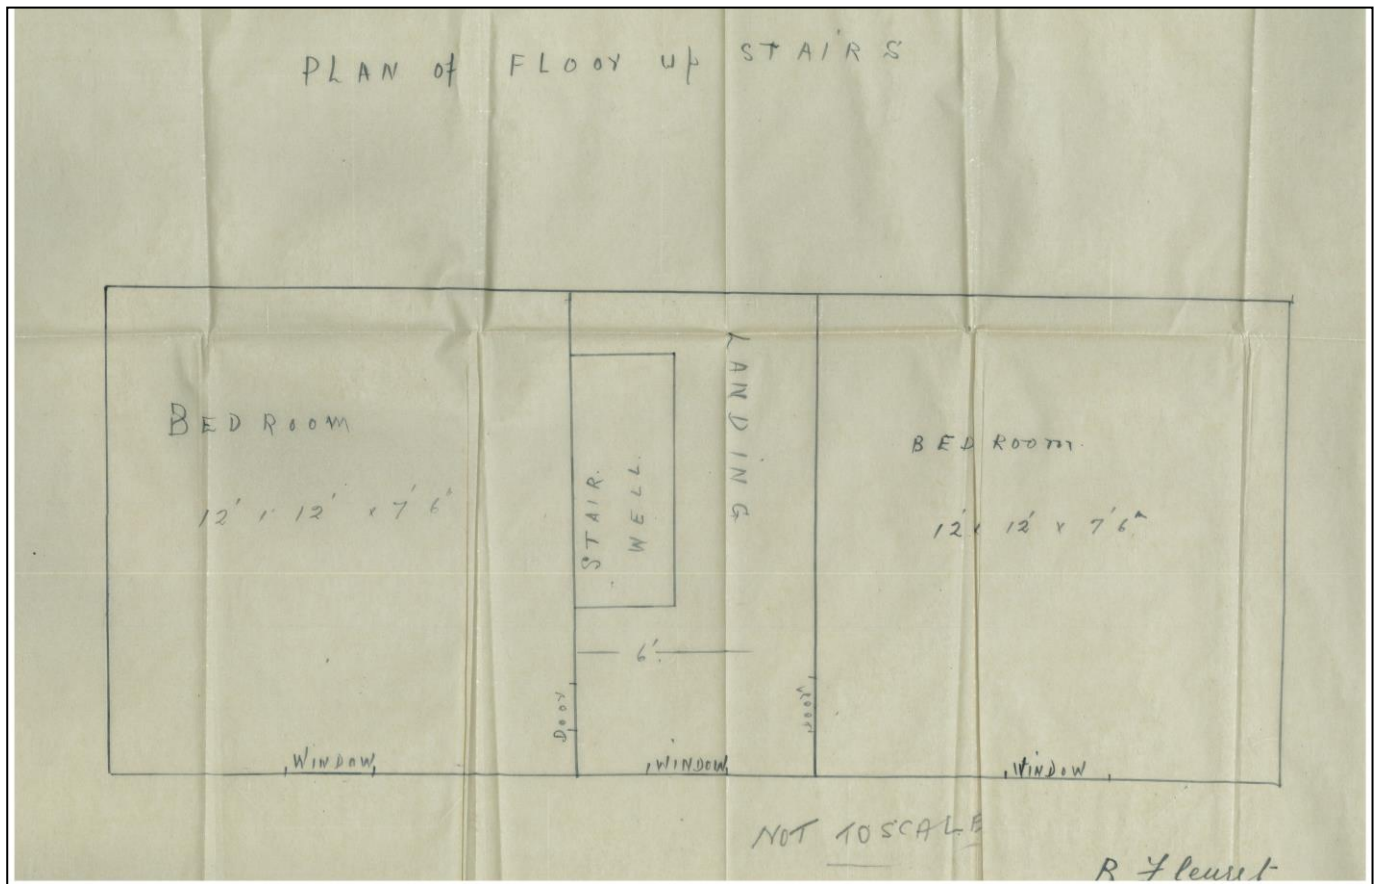 PLAN of FLOOR UP STAIRS
BEDROOM
12' x 12' x 7' 6"
STAIR.
WELL.
LANDING
BEDROOM.
12' x 12' x 7' 6"
6'.
DOOR
DOOR
WINDOW
WINDOW
WINDOW
NOT TO SCALE
R